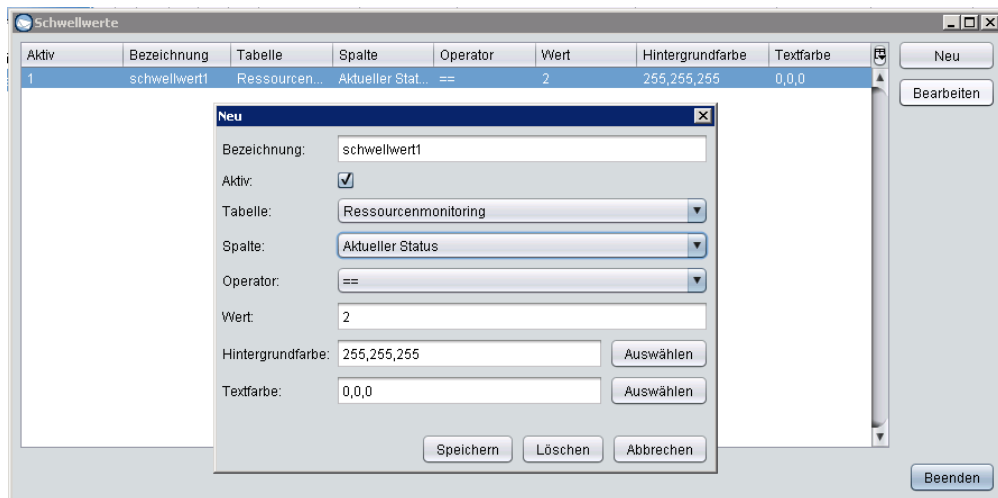 Schwellwerte
Aktiv Bezeichnung Tabelle Spalte Operator Wert Hintergrundfarbe Textfarbe
1 schwellwert1 Ressourcen... Aktueller Stat... == 2 255,255,255 0,0,0
Neu
Bearbeiten
Neu
Bezeichnung: schwellwert1
Aktiv:
Tabelle: Ressourcenmonitoring
Spalte: Aktueller Status
Operator: ==
Wert: 2
Hintergrundfarbe: 255,255,255 Auswählen
Textfarbe: 0,0,0 Auswählen
Speichern Löschen Abbrechen
Beenden